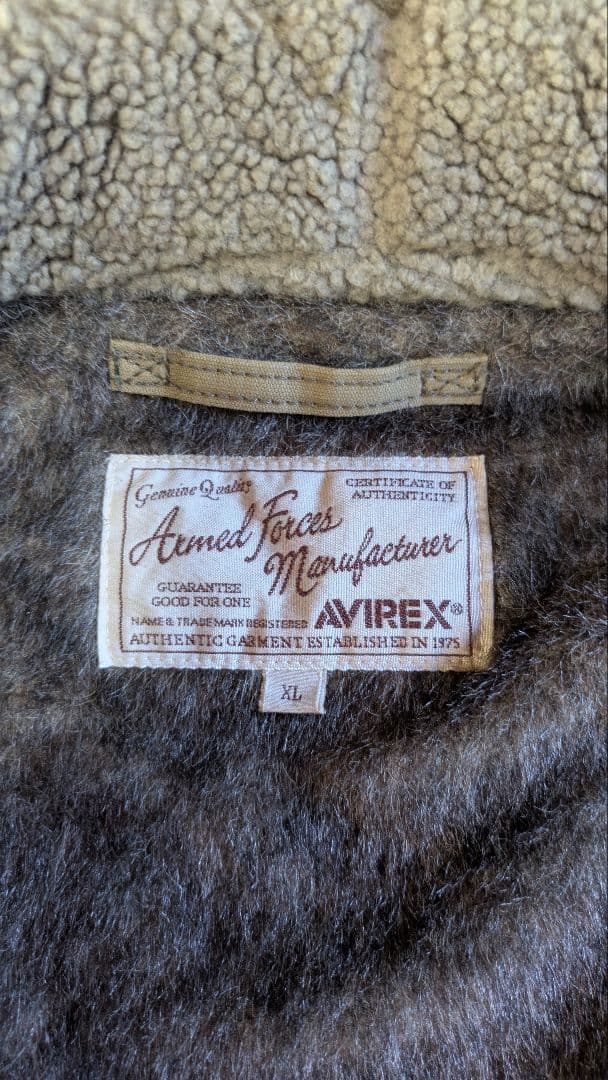 Genuine Quality
CERTIFICATE OF
AUTHENTICITY
Armed Forces
Manufacturer
GUARANTEE
GOOD FOR ONE
NAME & TRADE MARK REGISTERED
AVIREX®
AUTHENTIC GARMENT ESTABLISHED IN 1975
XL